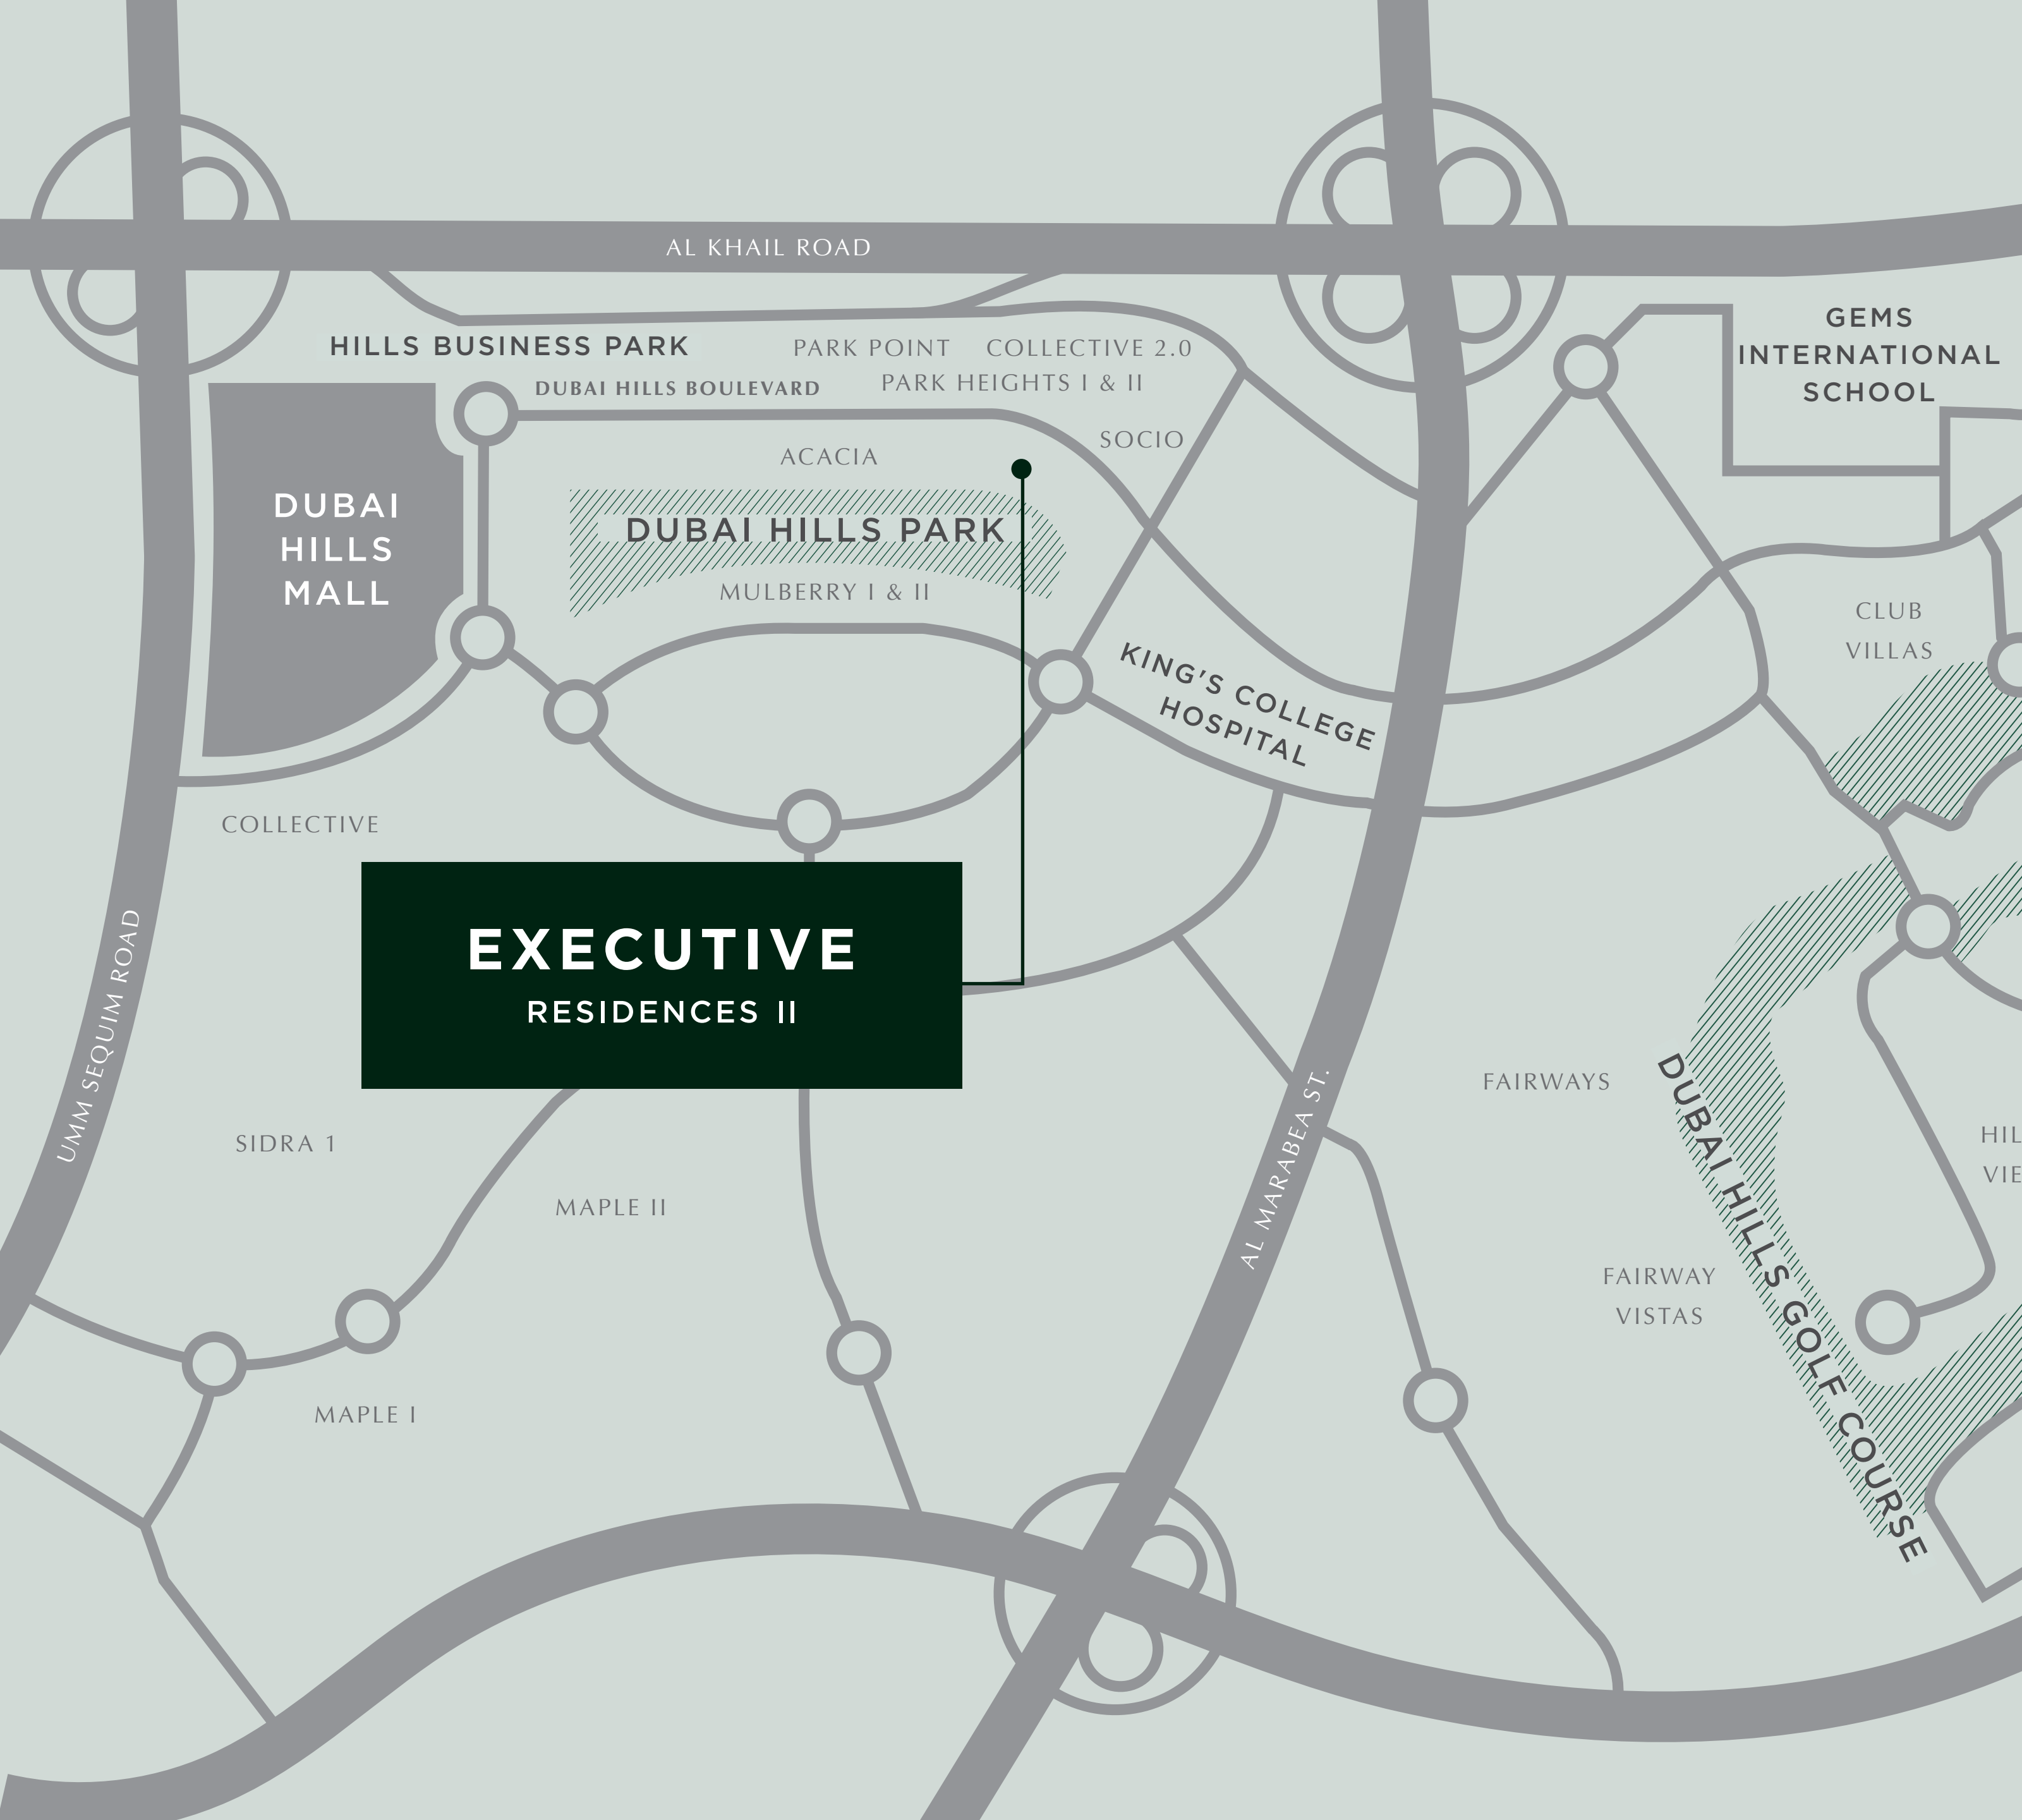 AL KHAIL ROAD
HILLS BUSINESS PARK
PARK POINT
COLLECTIVE 2.0
DUBAI HILLS BOULEVARD
PARK HEIGHTS I & II
GEMS
INTERNATIONAL
SCHOOL
SOCIO
ACACIA
DUBAI
HILLS
MALL
DUBAI HILLS PARK
MULBERRY I & II
CLUB
VILLAS
KING'S COLLEGE
HOSPITAL
COLLECTIVE
EXECUTIVE
RESIDENCES II
UMM SEQUIM ROAD
SIDRA 1
MAPLE II
AL MARABEA ST.
FAIRWAYS
DUBAI HILLS GOLF COURSE
HIL
VIE
FAIRWAY
VISTAS
MAPLE I